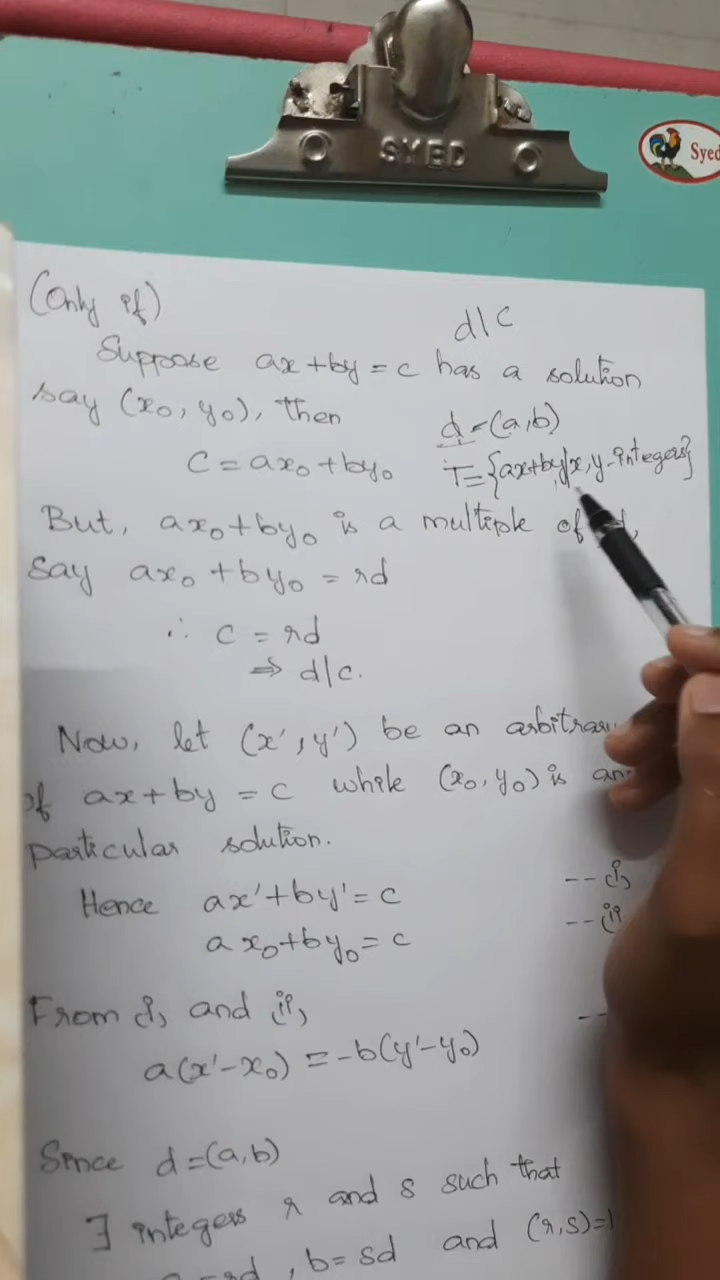 SYED
Syed
(Only if)
d|c
Suppose ax+by = c has a solution
say (x₀, y₀), then
d = (a,b)
C = ax₀+by₀
T = {ax+by|x,y-integers}
But, ax₀+by₀ is a multiple of d,
say ax₀+by₀ = rd
∴ c = rd
⇒ d|c.
Now, let (x', y') be an
of ax+by = c while (x₀, y₀) is
particular solution.
Hence ax'+by'= c --i,
ax₀+by₀= c --ii
From i, and ii, --
a(x'-x₀) = -b(y'-y₀)
Since d=(a,b)
∃ integers r and s such that
=rd, b= sd and (r,s)=1